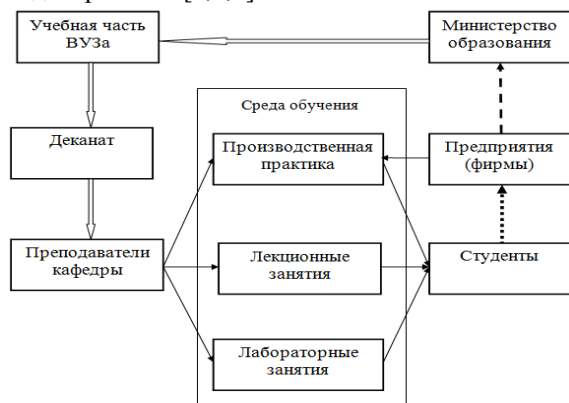 Учебная часть
ВУЗа
Министерство
образования
Среда обучения
Деканат
Производственная
практика
Предприятия
(фирмы)
Преподаватели
кафедры
Лекционные
занятия
Студенты
Лабораторные
занятия